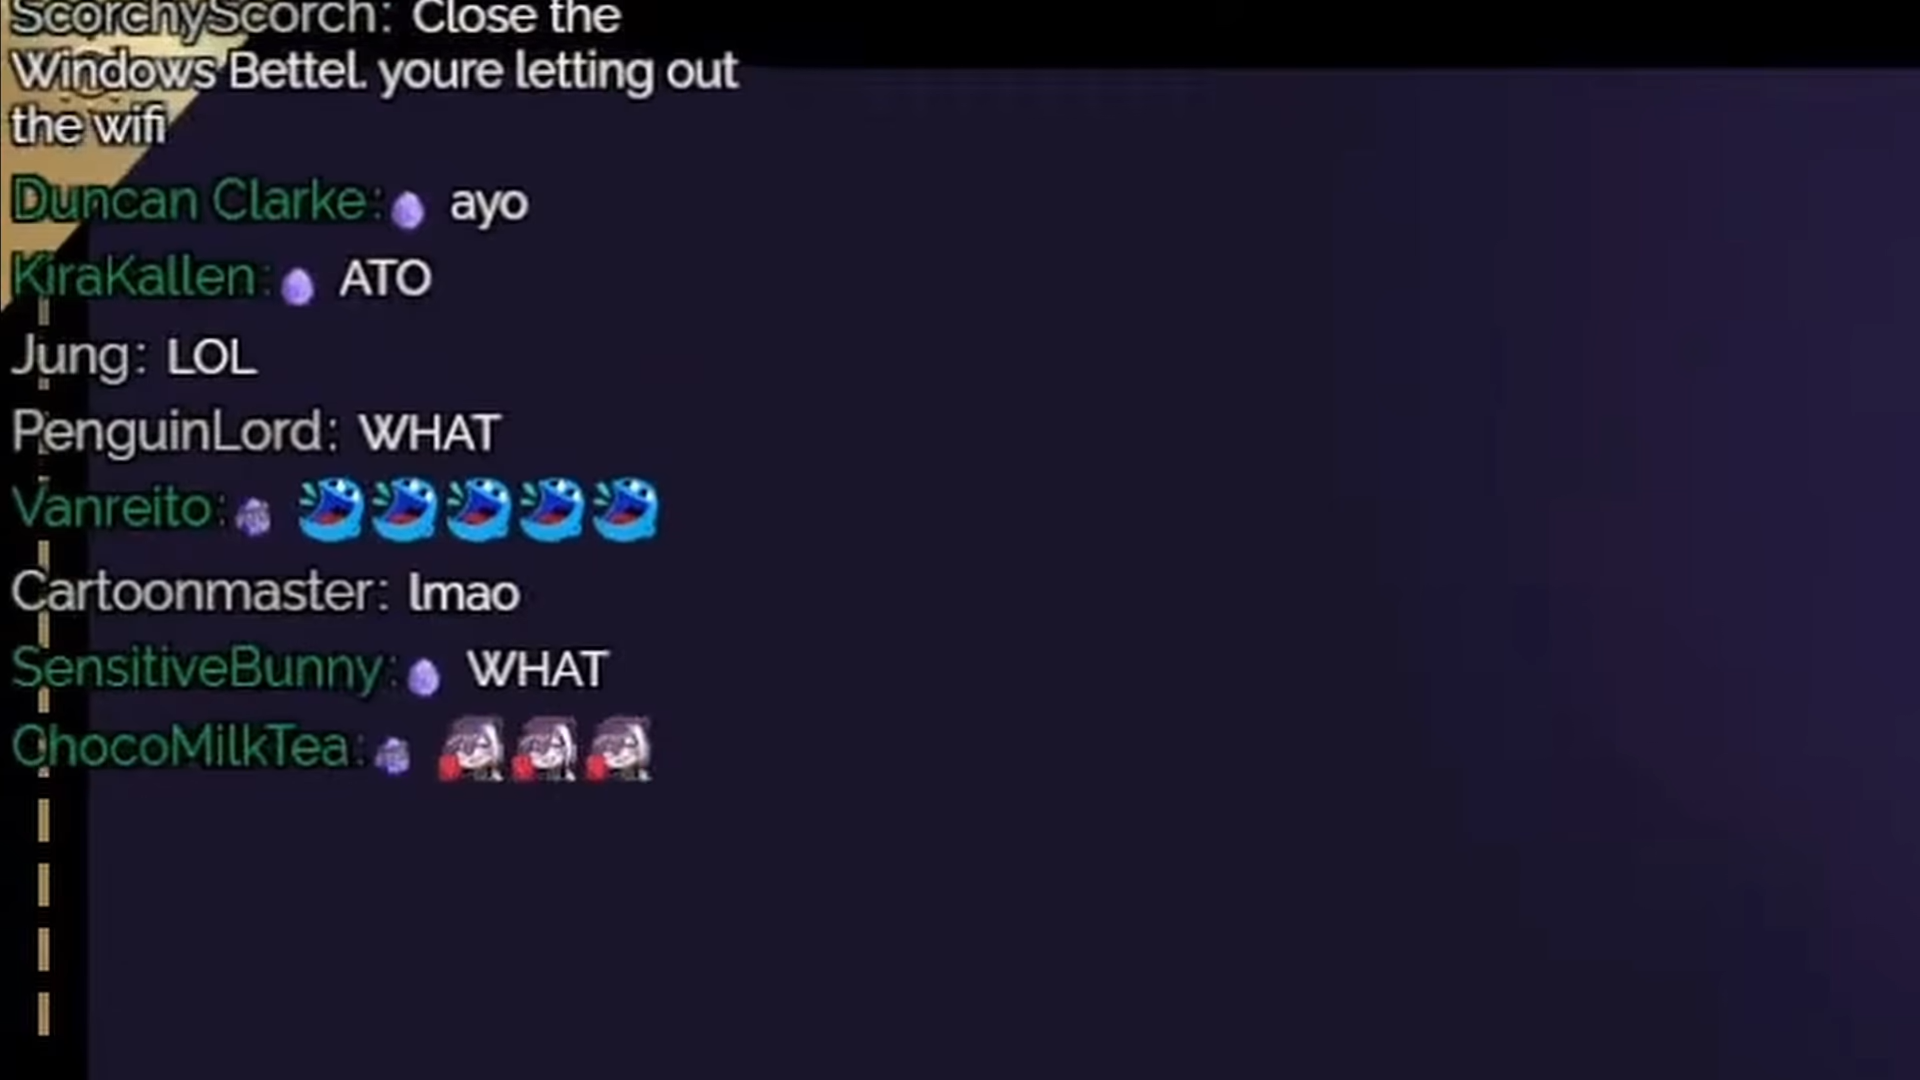 ScorchyScorch: Close the
Windows Bettel. youre letting out
the wifi
Duncan Clarke: ayo
KiraKallen: ATO
Jung: LOL
PenguinLord: WHAT
Vanreito:
Cartoonmaster: lmao
SensitiveBunny: WHAT
ChocoMilkTea: